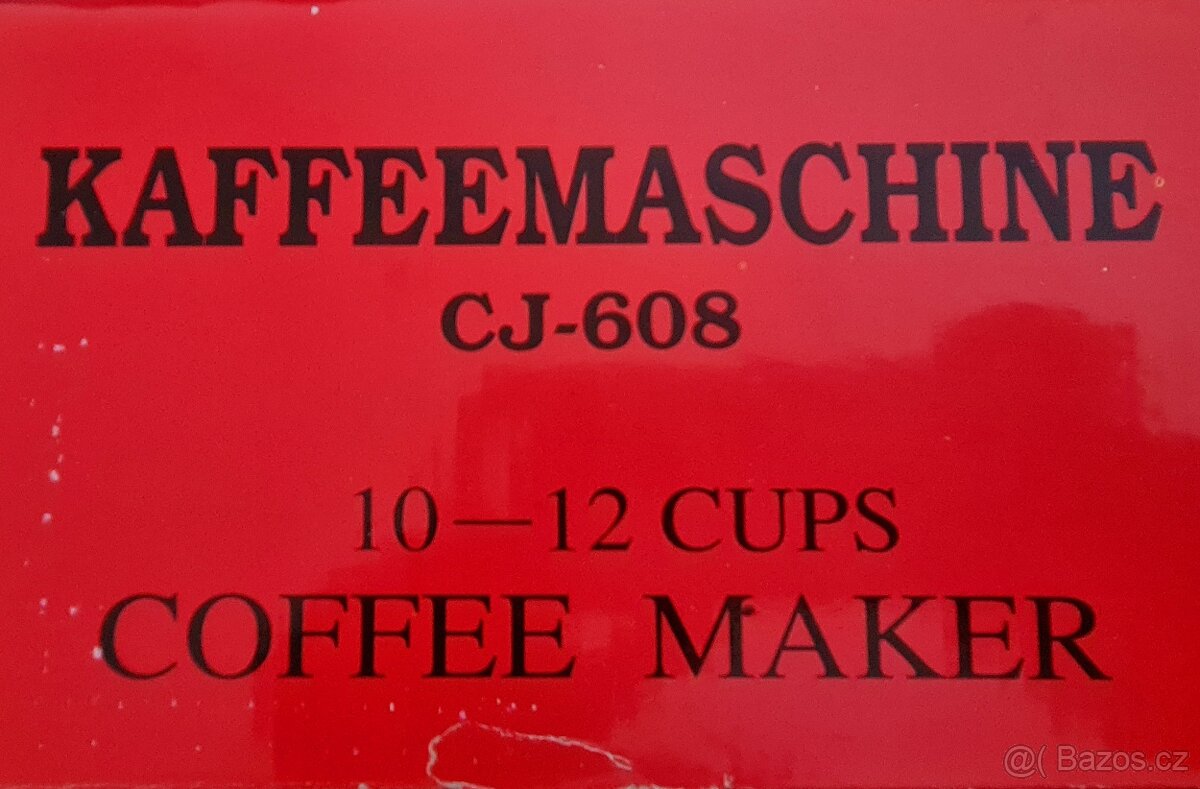 KAFFEEMASCHINE
CJ-608
10—12 CUPS
COFFEE MAKER
@( Bazos.cz